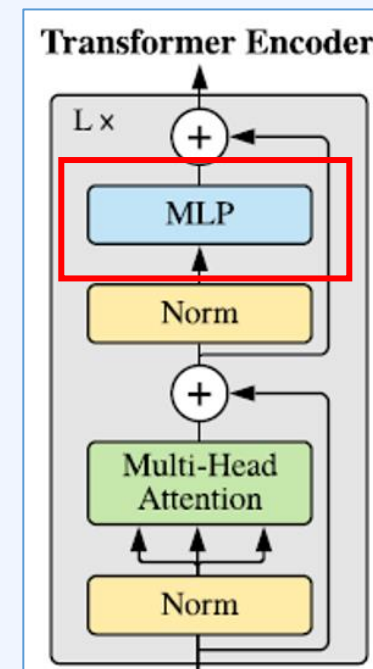 Transformer Encoder
L ×
+
MLP
Norm
+
Multi-Head
Attention
Norm